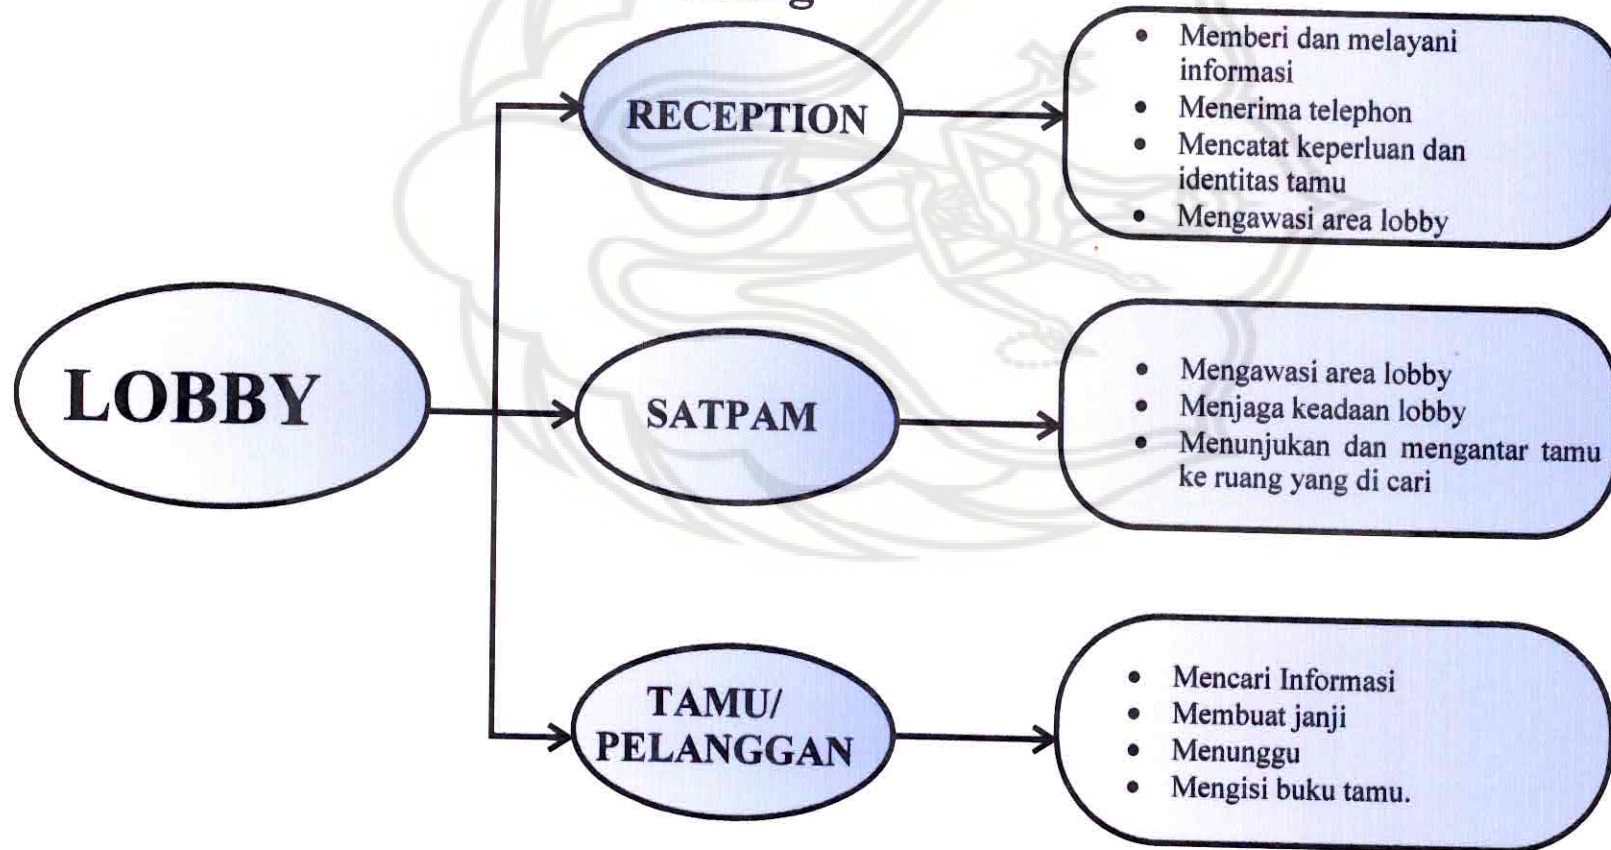 RECEPTION
• Memberi dan melayani
informasi
• Menerima telephon
• Mencatat keperluan dan
identitas tamu
• Mengawasi area lobby
LOBBY
SATPAM
• Mengawasi area lobby
• Menjaga keadaan lobby
• Menunjukan dan mengantar tamu
ke ruang yang di cari
TAMU/
PELANGGAN
• Mencari Informasi
• Membuat janji
• Menunggu
• Mengisi buku tamu.